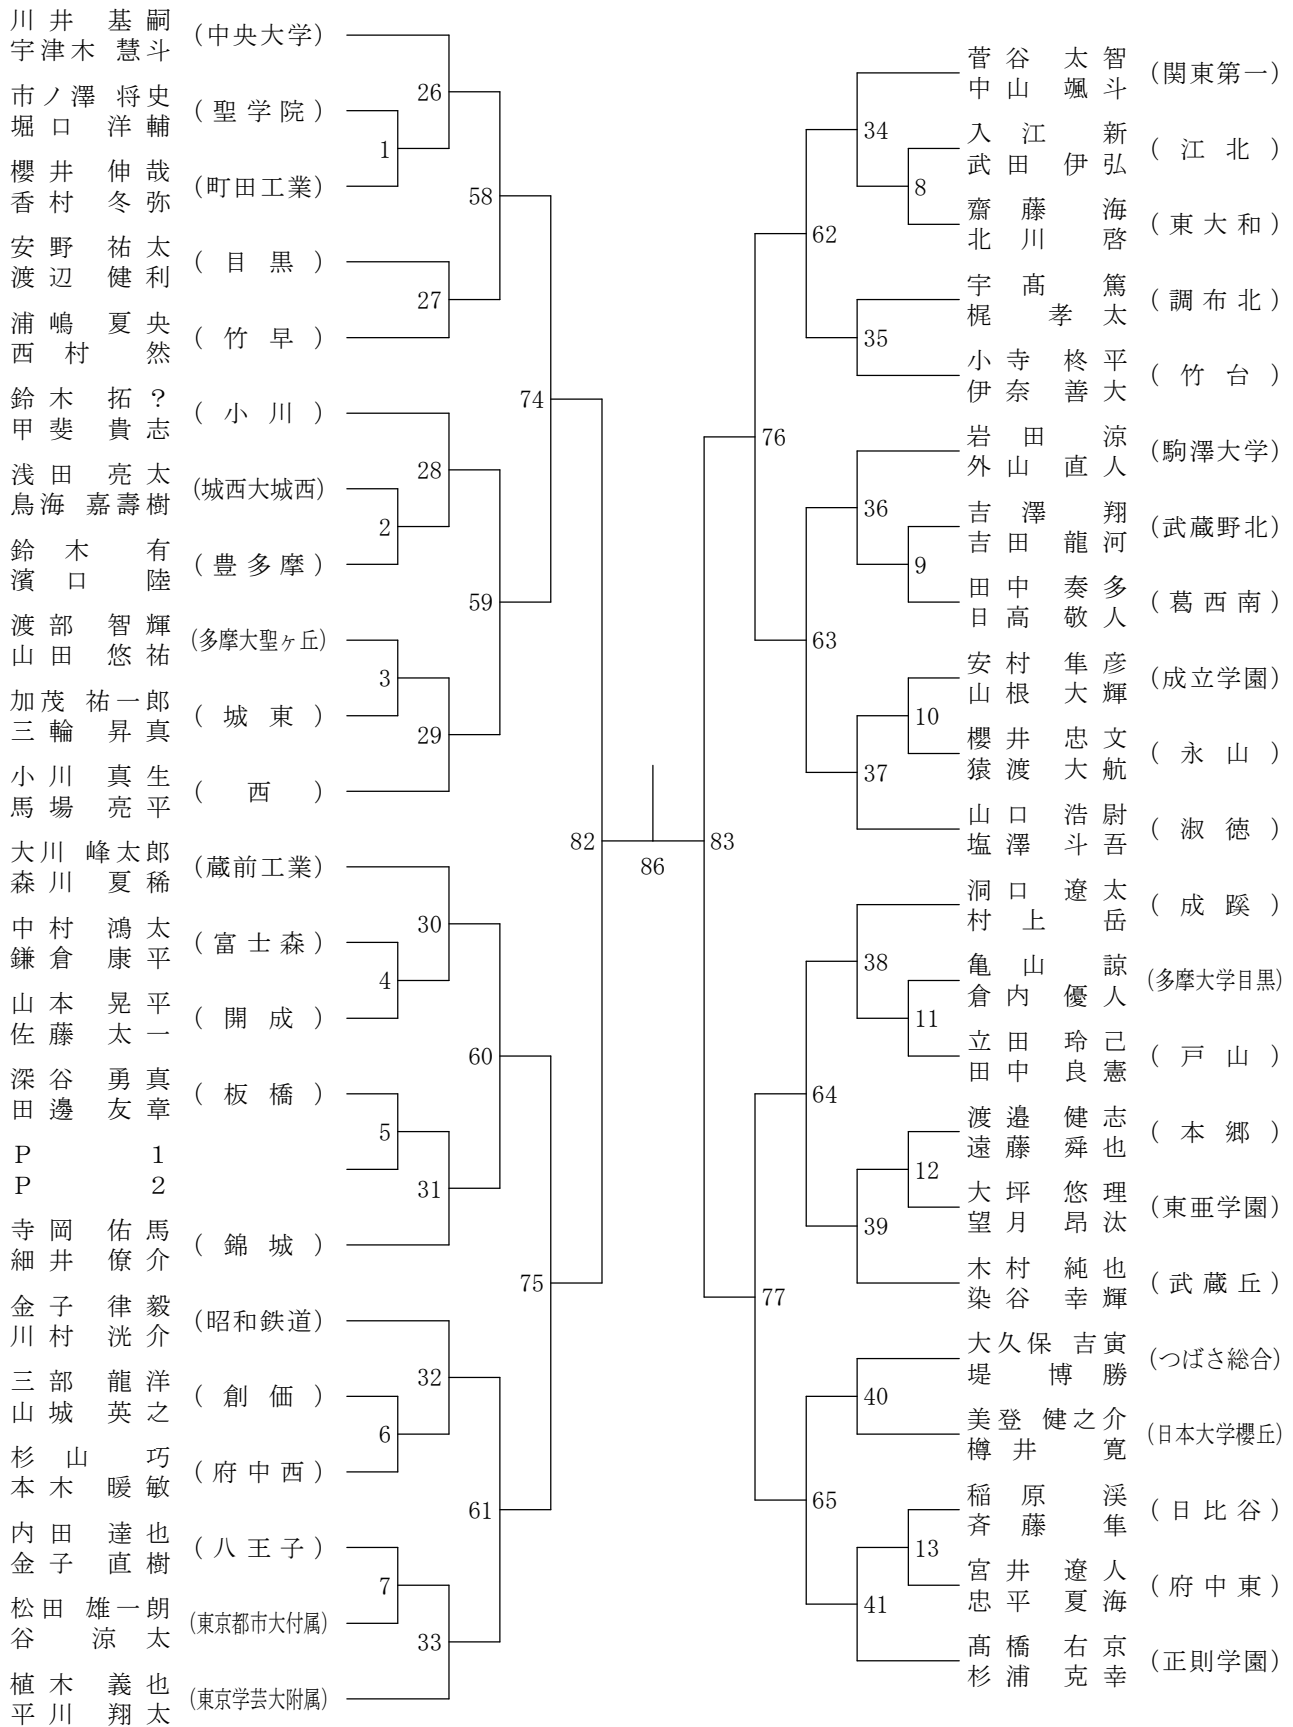 川井 基嗣
宇津木 慧斗
(中央大学)
市ノ澤 将史
堀口 洋輔
(聖学院)
櫻井 伸哉
香村 冬弥
(町田工業)
安野 祐太
渡辺 健利
(目黒)
浦嶋 夏央
西村 然
(竹早)
鈴木 拓?
甲斐 貴志
(小川)
浅田 亮太
鳥海 嘉壽樹
(城西大城西)
鈴木 有
濱口 陸
(豊多摩)
渡部 智輝
山田 悠祐
(多摩大聖ヶ丘)
加茂 祐一郎
三輪 昇真
(城東)
小川 真生
馬場 亮平
(西)
大川 峰太郎
森川 夏稀
(蔵前工業)
中村 鴻太
鎌倉 康平
(富士森)
山本 晃平
佐藤 太一
(開成)
深谷 勇真
田邊 友章
(板橋)
P 1
P 2
寺岡 佑馬
細井 僚介
(錦城)
金子 律毅
川村 洸介
(昭和鉄道)
三部 龍洋
山城 英之
(創価)
杉山 巧
本木 暖敏
(府中西)
内田 達也
金子 直樹
(八王子)
松田 雄一朗
谷 涼太
(東京都市大付属)
植木 義也
平川 翔太
(東京学芸大附属)
1
2
3
4
5
6
7
26
27
28
29
30
31
32
33
58
59
60
61
74
75
82
86
83
76
77
62
63
64
65
34
35
36
37
38
39
40
41
8
9
10
11
12
13
菅谷 太智
中山 颯斗
(関東第一)
入江 新
武田 伊弘
(江北)
齋藤 海
北川 啓
(東大和)
宇髙 篤
梶 孝太
(調布北)
小寺 柊平
伊奈 善大
(竹台)
岩田 涼
外山 直人
(駒澤大学)
吉澤 翔
吉田 龍河
(武蔵野北)
田中 奏多
日高 敬人
(葛西南)
安村 隼彦
山根 大輝
(成立学園)
櫻井 忠文
猿渡 大航
(永山)
山口 浩尉
塩澤 斗吾
(淑徳)
洞口 遼太
村上 岳
(成蹊)
亀山 諒
倉内 優人
(多摩大学目黒)
立田 玲己
田中 良憲
(戸山)
渡邉 健志
遠藤 舜也
(本郷)
大坪 悠理
望月 昂汰
(東亜学園)
木村 純也
染谷 幸輝
(武蔵丘)
大久保 吉寅
堤 博勝
(つばさ総合)
美登 健之介
樽井 寛
(日本大学櫻丘)
稲原 渓
斉藤 隼
(日比谷)
宮井 遼人
忠平 夏海
(府中東)
髙橋 右京
杉浦 克幸
(正則学園)